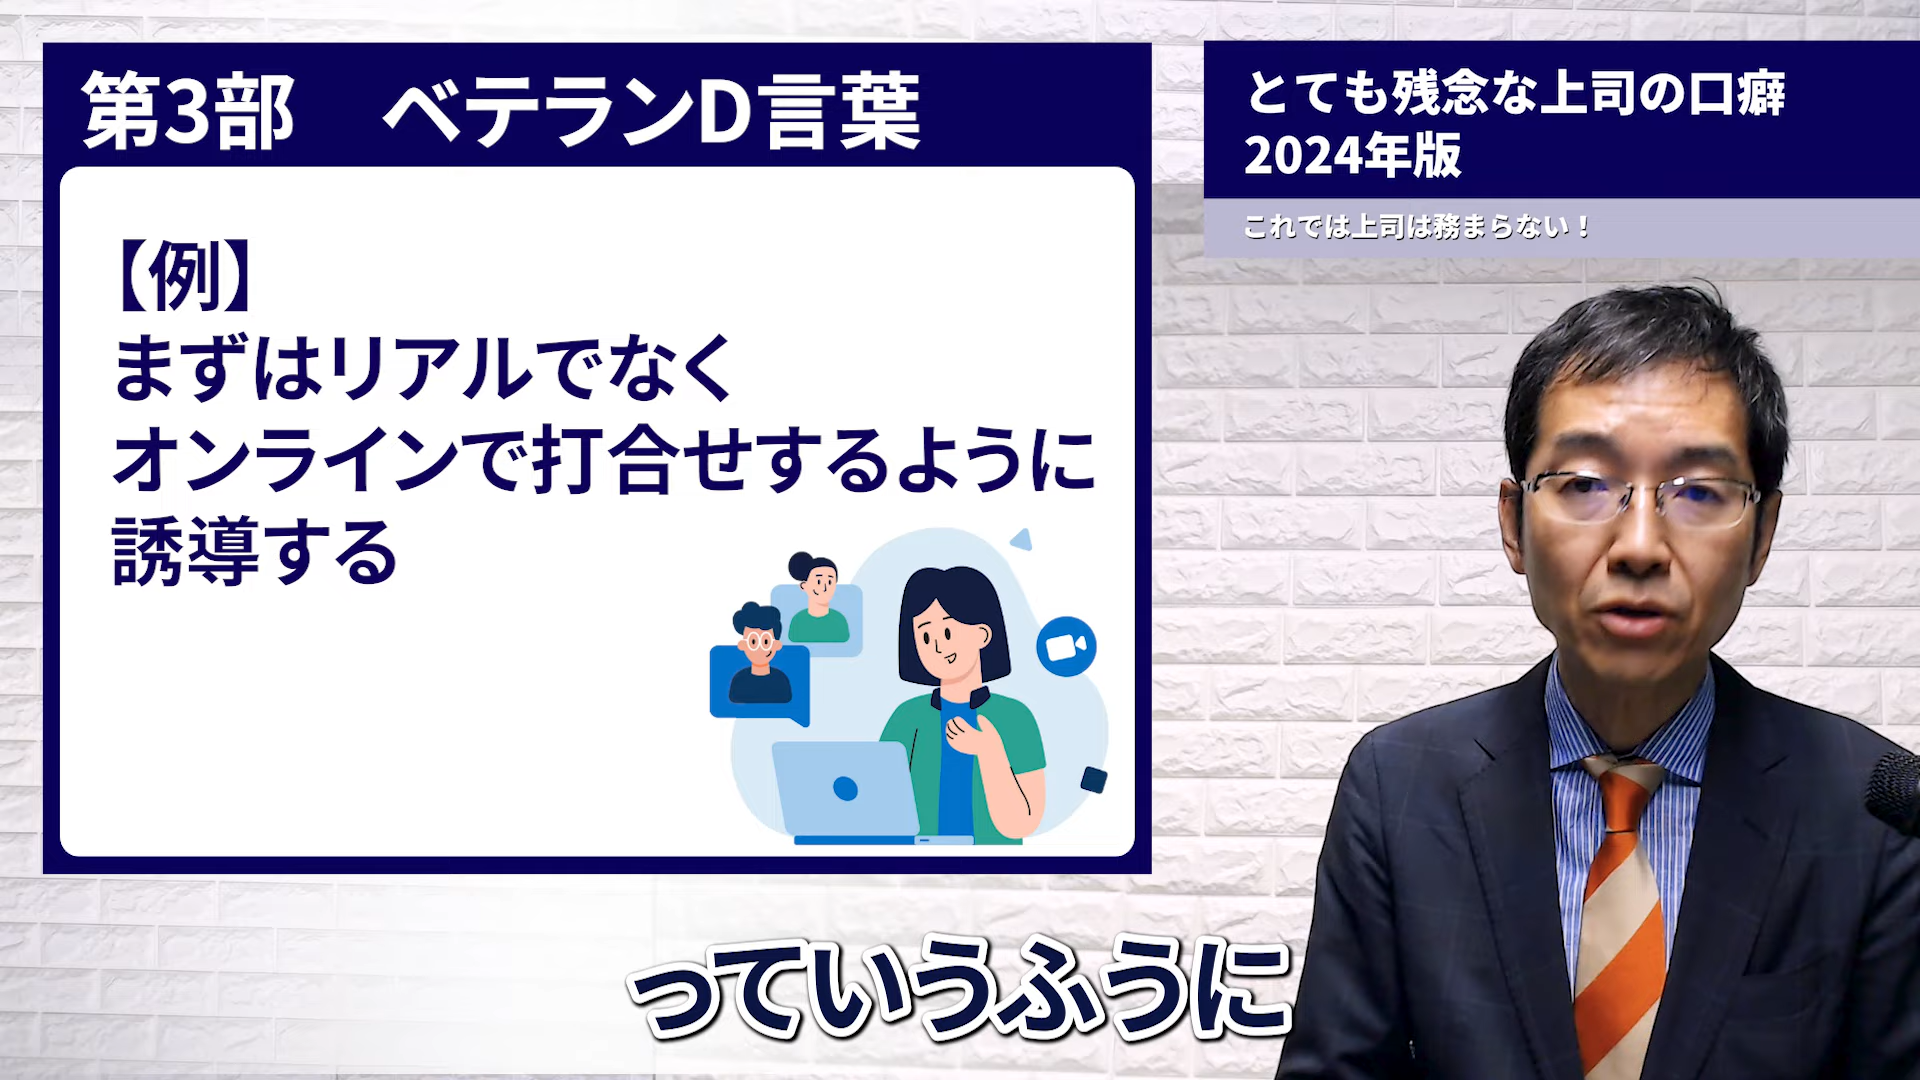 第3部　ベテランD言葉
【例】
まずはリアルでなく
オンラインで打合せするように
誘導する
とても残念な上司の口癖
2024年版
これでは上司は務まらない！
っていうふうに